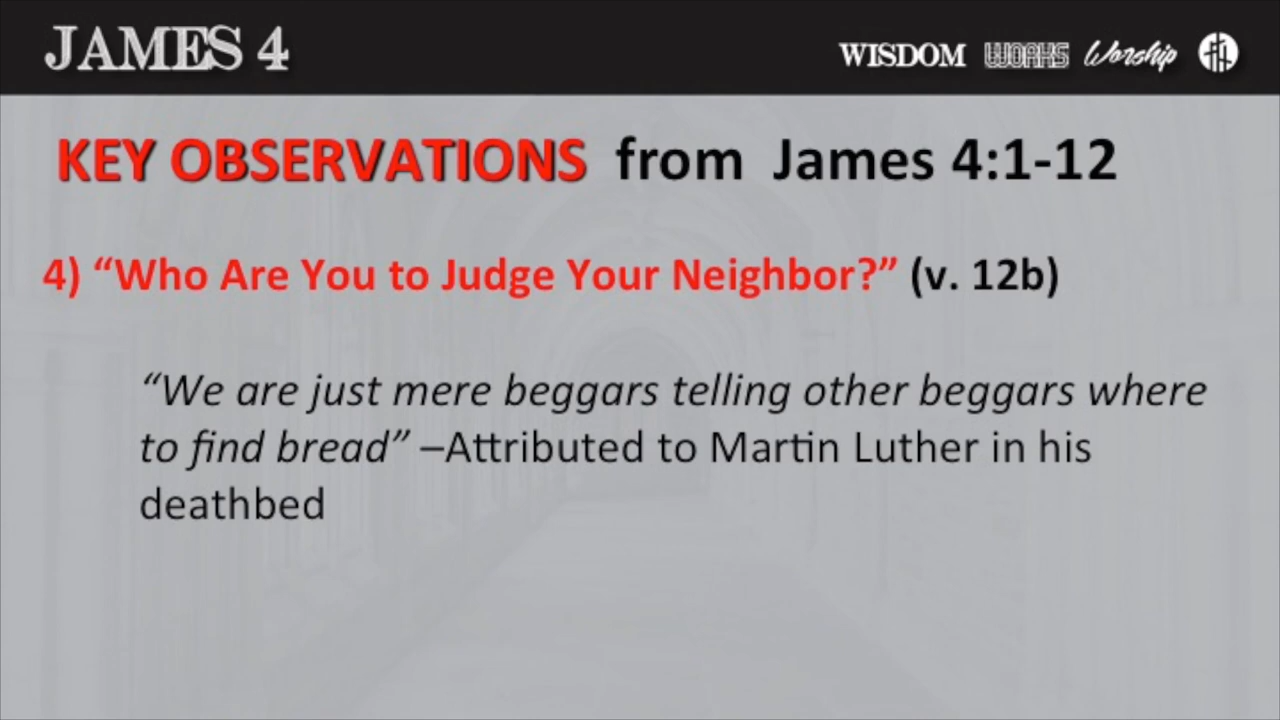 JAMES 4
WISDOM WORKS Worship
KEY OBSERVATIONS from James 4:1-12
4) “Who Are You to Judge Your Neighbor?” (v. 12b)
“We are just mere beggars telling other beggars where
to find bread” –Attributed to Martin Luther in his
deathbed